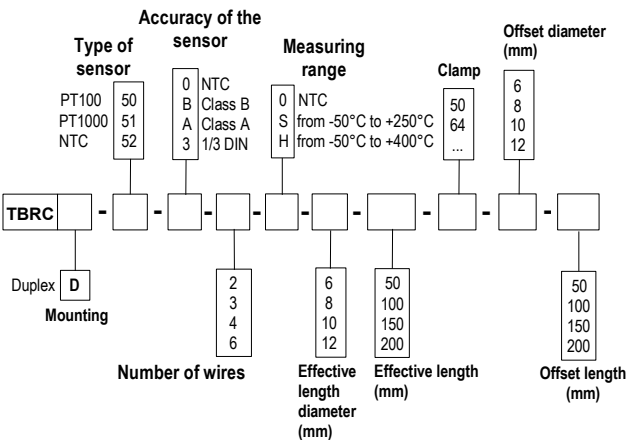 Type of
sensor
PT100 50
PT1000 51
NTC 52
Accuracy of the
sensor
0 NTC
B Class B
A Class A
3 1/3 DIN
Measuring
range
0 NTC
S from -50°C to +250°C
H from -50°C to +400°C
Clamp
50
64
...
Offset diameter
(mm)
6
8
10
12
TBRC - - - - - - - - -
Duplex D
Mounting
2
3
4
6
Number of wires
6
8
10
12
Effective
length
diameter
(mm)
50
100
150
200
Effective length
(mm)
50
100
150
200
Offset length
(mm)